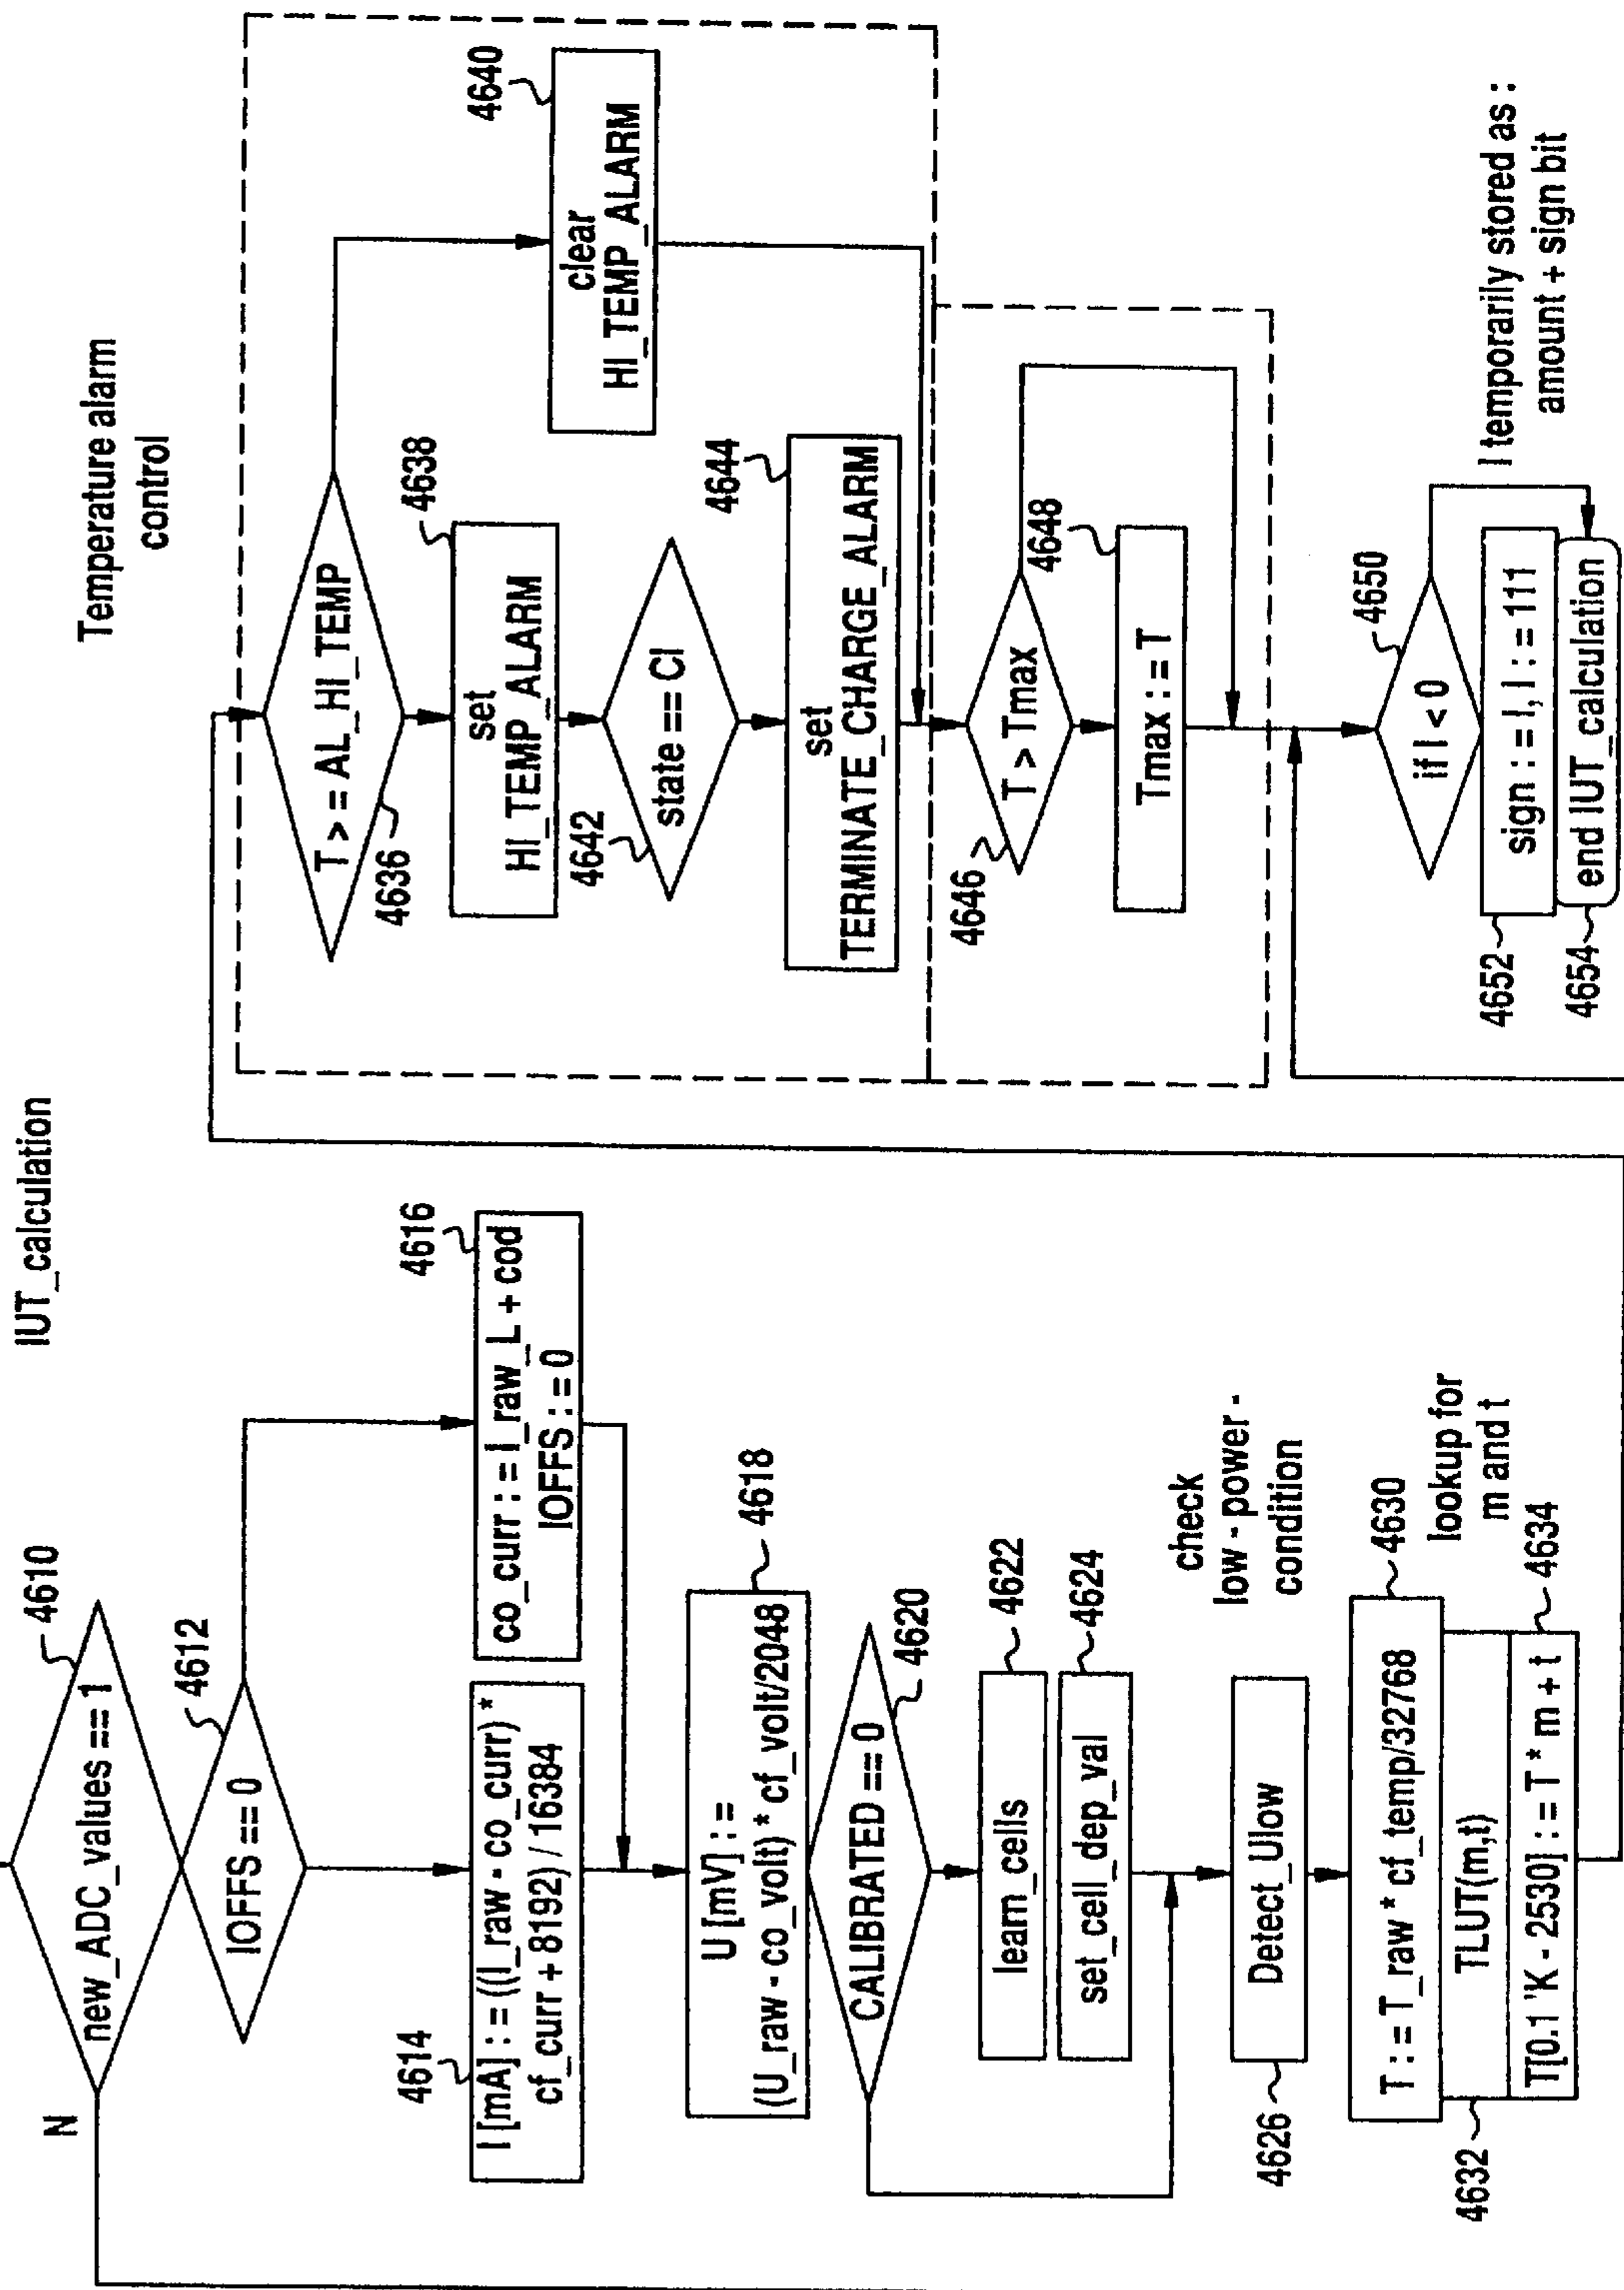 IUT_calculation
4610
new_ADC_values == 1
N
4612
IOFFS == 0
4614
I [mA] : = ((I_raw - co_curr) *
cf_curr + 8192) / 16384
4616
co_curr : = I_raw_L + cod
IOFFS : = 0
4618
U [mV] : =
(U_raw - co_volt) * cf_volt/2048
4620
CALIBRATED == 0
4622
learn_cells
4624
set_cell_dep_val
check
low - power -
condition
4626
Detect_Ulow
4630
T : = T_raw * cf_temp/32768
lookup for
m and t
4632
TLUT(m,t)
4634
T[0.1 'K - 2530] : = T * m + t
Temperature alarm
control
T > = AL_HI_TEMP
4636
4638
set
HI_TEMP_ALARM
4640
clear
HI_TEMP_ALARM
4642
state == CI
4644
set
TERMINATE_CHARGE_ALARM
4646
T > Tmax
4648
Tmax : = T
4650
if I < 0
4652
sign : = I, I : = 111
4654
end IUT_calculation
I temporarily stored as :
amount + sign bit